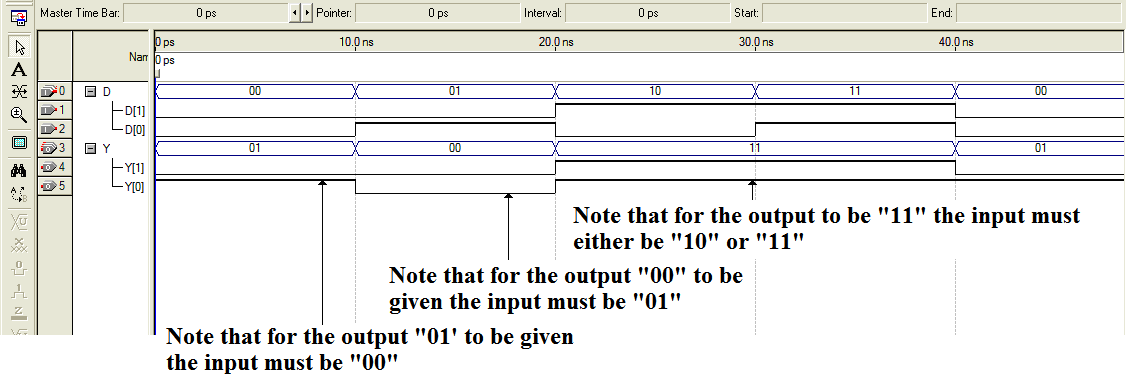 Master Time Bar: 0 ps Pointer: 0 ps Interval: 0 ps Start: End:
0 ps 10.0 ns 20.0 ns 30.0 ns 40.0 ns
Nam 0 ps
0 D 00 01 10 11 00
1 D[1]
2 D[0]
3 Y 01 00 11 01
4 Y[1]
5 Y[0]
Note that for the output to be "11" the input must
either be "10" or "11"
Note that for the output "00" to be
given the input must be "01"
Note that for the output "01' to be given
the input must be "00"